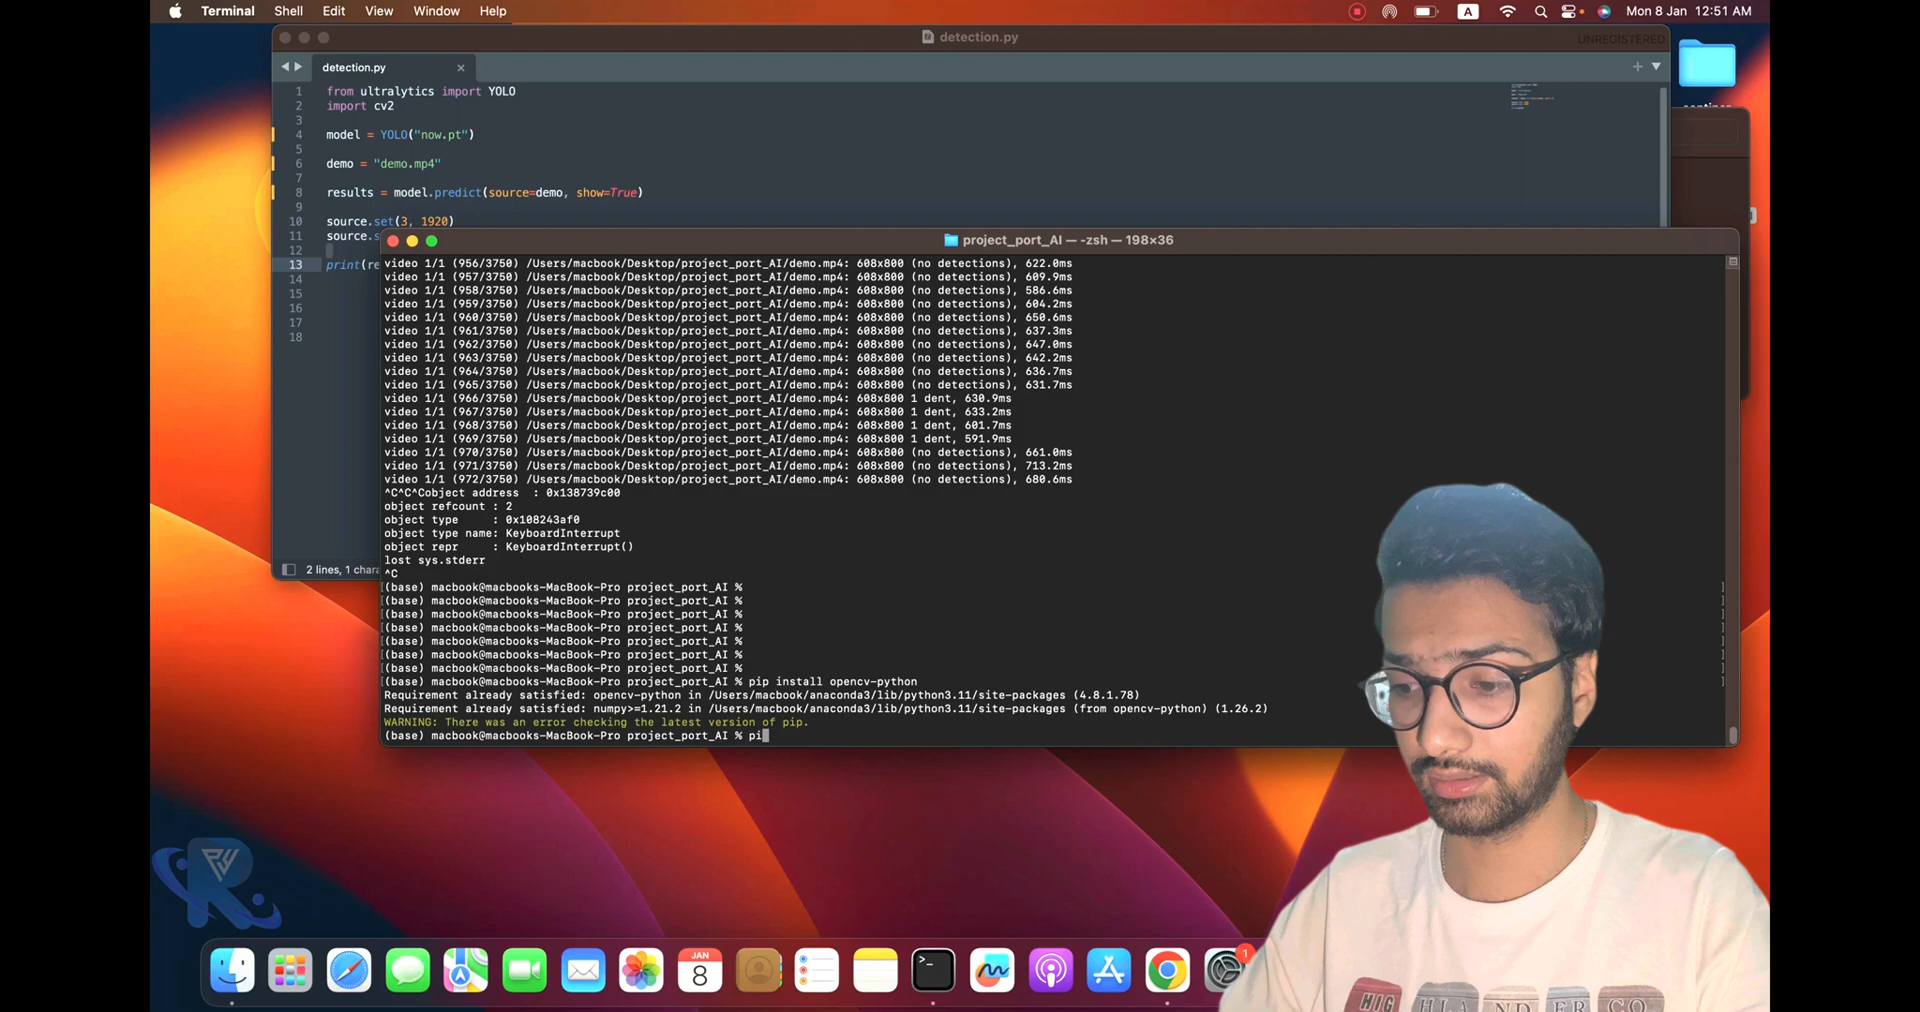 Terminal Shell Edit View Window Help
A
Mon 8 Jan 12:51 AM
detection.py
UNREGISTERED
detection.py
1 from ultralytics import YOLO
2 import cv2
3
4 model = YOLO("now.pt")
5
6 demo = "demo.mp4"
7
8 results = model.predict(source=demo, show=True)
9
10 source.set(3, 1920)
11 source.s
12
13 print(re
14
15
16
17
18
2 lines, 1 chara
project_port_AI — -zsh — 198×36
video 1/1 (956/3750) /Users/macbook/Desktop/project_port_AI/demo.mp4: 608x800 (no detections), 622.0ms
video 1/1 (957/3750) /Users/macbook/Desktop/project_port_AI/demo.mp4: 608x800 (no detections), 609.9ms
video 1/1 (958/3750) /Users/macbook/Desktop/project_port_AI/demo.mp4: 608x800 (no detections), 586.6ms
video 1/1 (959/3750) /Users/macbook/Desktop/project_port_AI/demo.mp4: 608x800 (no detections), 604.2ms
video 1/1 (960/3750) /Users/macbook/Desktop/project_port_AI/demo.mp4: 608x800 (no detections), 650.6ms
video 1/1 (961/3750) /Users/macbook/Desktop/project_port_AI/demo.mp4: 608x800 (no detections), 637.3ms
video 1/1 (962/3750) /Users/macbook/Desktop/project_port_AI/demo.mp4: 608x800 (no detections), 647.0ms
video 1/1 (963/3750) /Users/macbook/Desktop/project_port_AI/demo.mp4: 608x800 (no detections), 642.2ms
video 1/1 (964/3750) /Users/macbook/Desktop/project_port_AI/demo.mp4: 608x800 (no detections), 636.7ms
video 1/1 (965/3750) /Users/macbook/Desktop/project_port_AI/demo.mp4: 608x800 (no detections), 631.7ms
video 1/1 (966/3750) /Users/macbook/Desktop/project_port_AI/demo.mp4: 608x800 1 dent, 630.9ms
video 1/1 (967/3750) /Users/macbook/Desktop/project_port_AI/demo.mp4: 608x800 1 dent, 633.2ms
video 1/1 (968/3750) /Users/macbook/Desktop/project_port_AI/demo.mp4: 608x800 1 dent, 601.7ms
video 1/1 (969/3750) /Users/macbook/Desktop/project_port_AI/demo.mp4: 608x800 1 dent, 591.9ms
video 1/1 (970/3750) /Users/macbook/Desktop/project_port_AI/demo.mp4: 608x800 (no detections), 661.0ms
video 1/1 (971/3750) /Users/macbook/Desktop/project_port_AI/demo.mp4: 608x800 (no detections), 713.2ms
video 1/1 (972/3750) /Users/macbook/Desktop/project_port_AI/demo.mp4: 608x800 (no detections), 680.6ms
^C^C^Cobject address : 0x138739c00
object refcount : 2
object type : 0x108243af0
object type name: KeyboardInterrupt
object repr : KeyboardInterrupt()
lost sys.stderr
^C
[(base) macbook@macbooks-MacBook-Pro project_port_AI % ]
[(base) macbook@macbooks-MacBook-Pro project_port_AI % ]
[(base) macbook@macbooks-MacBook-Pro project_port_AI % ]
[(base) macbook@macbooks-MacBook-Pro project_port_AI % ]
[(base) macbook@macbooks-MacBook-Pro project_port_AI % ]
[(base) macbook@macbooks-MacBook-Pro project_port_AI % ]
[(base) macbook@macbooks-MacBook-Pro project_port_AI % ]
[(base) macbook@macbooks-MacBook-Pro project_port_AI % pip install opencv-python ]
Requirement already satisfied: opencv-python in /Users/macbook/anaconda3/lib/python3.11/site-packages (4.8.1.78)
Requirement already satisfied: numpy>=1.21.2 in /Users/macbook/anaconda3/lib/python3.11/site-packages (from opencv-python) (1.26.2)
WARNING: There was an error checking the latest version of pip.
(base) macbook@macbooks-MacBook-Pro project_port_AI % pi
JAN
8
1